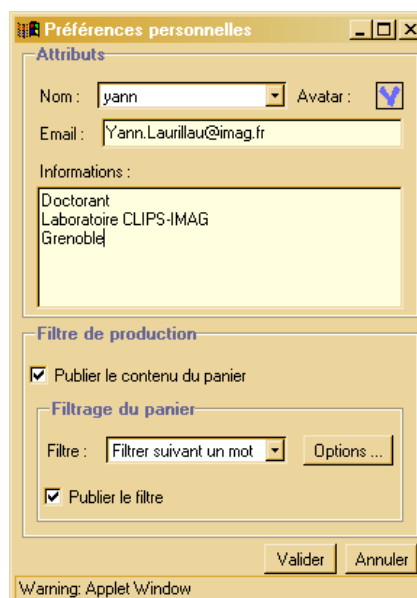 Préférences personnelles
Attributs
Nom : yann Avatar :
Email : Yann.Laurillau@imag.fr
Informations :
Doctorant
Laboratoire CLIPS-IMAG
Grenoble
Filtre de production
Publier le contenu du panier
Filtrage du panier
Filtre : Filtrer suivant un mot Options ...
Publier le filtre
Valider Annuler
Warning: Applet Window